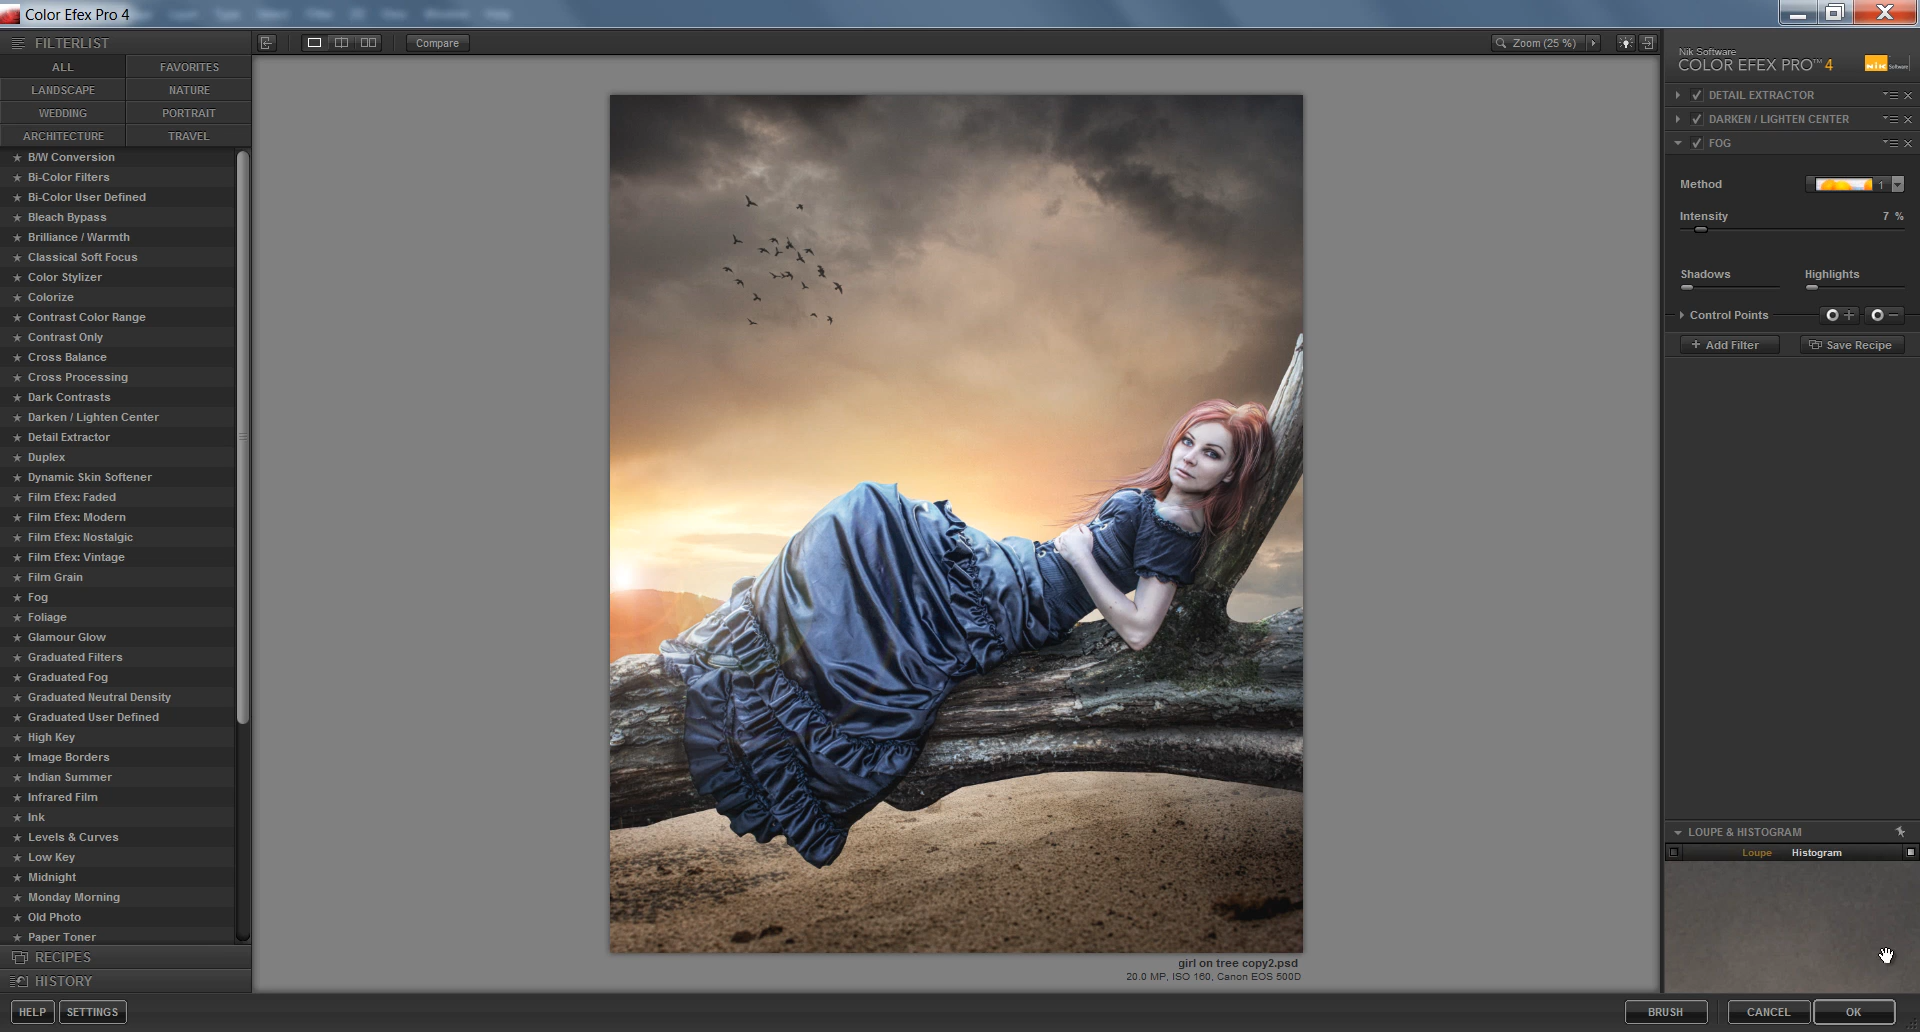 Color Efex Pro 4
FILTERLIST
Compare
Zoom (25 %)
ALL
FAVORITES
LANDSCAPE
NATURE
WEDDING
PORTRAIT
ARCHITECTURE
TRAVEL
B/W Conversion
Bi-Color Filters
Bi-Color User Defined
Bleach Bypass
Brilliance / Warmth
Classical Soft Focus
Color Stylizer
Colorize
Contrast Color Range
Contrast Only
Cross Balance
Cross Processing
Dark Contrasts
Darken / Lighten Center
Detail Extractor
Duplex
Dynamic Skin Softener
Film Efex: Faded
Film Efex: Modern
Film Efex: Nostalgic
Film Efex: Vintage
Film Grain
Fog
Foliage
Glamour Glow
Graduated Filters
Graduated Fog
Graduated Neutral Density
Graduated User Defined
High Key
Image Borders
Indian Summer
Infrared Film
Ink
Levels & Curves
Low Key
Midnight
Monday Morning
Old Photo
Paper Toner
RECIPES
HISTORY
HELP
SETTINGS
girl on tree copy2.psd
20.0 MP, ISO 160, Canon EOS 500D
Nik Software
COLOR EFEX PRO™ 4
Nik Software
DETAIL EXTRACTOR
DARKEN / LIGHTEN CENTER
FOG
Method
1
Intensity
7 %
Shadows
Highlights
Control Points
+ Add Filter
Save Recipe
LOUPE & HISTOGRAM
Loupe
Histogram
BRUSH
CANCEL
OK